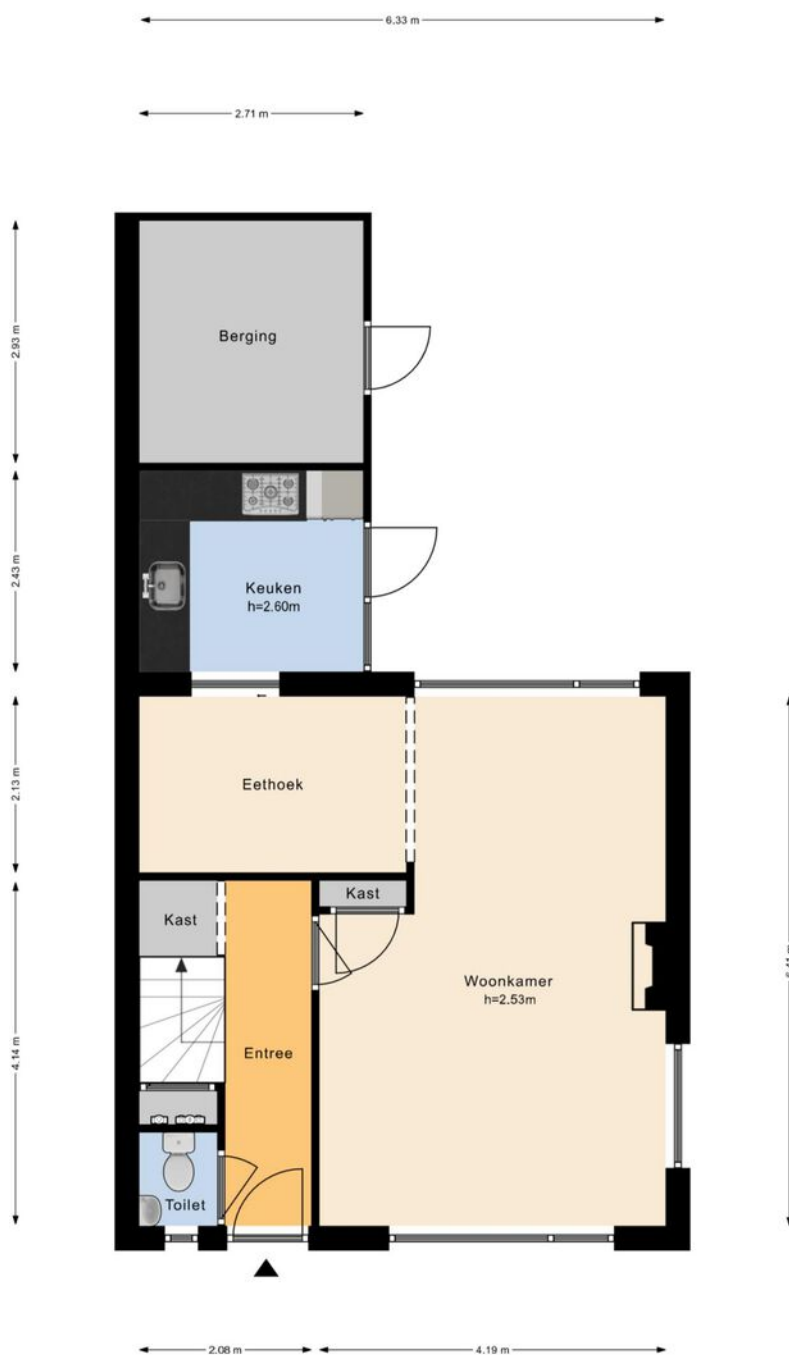 6.33 m
2.71 m
2.93 m
Berging
2.43 m
Keuken
h=2.60m
2.13 m
Eethoek
Kast
Kast
Woonkamer
h=2.53m
4.14 m
Entree
Toilet
2.08 m
4.19 m